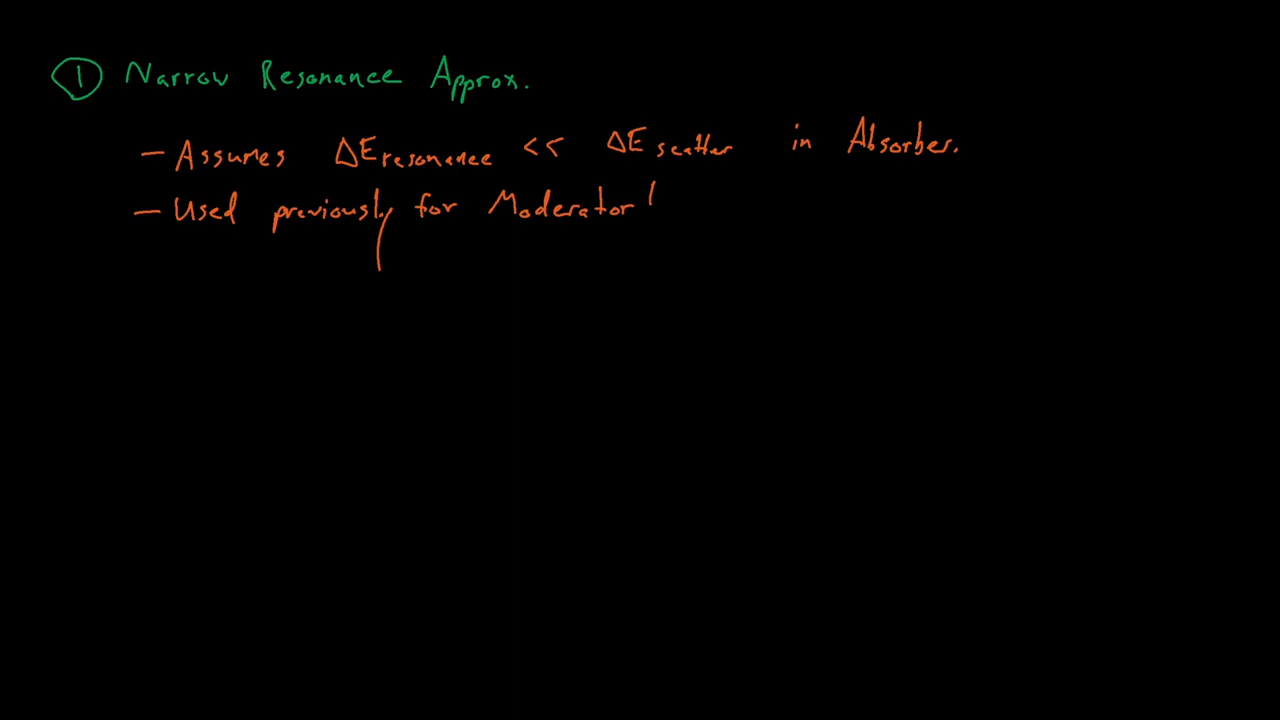 ① Narrow Resonance Approx.
- Assumes ΔE resonance << ΔE scatter in Absorber.
- Used previously for Moderator